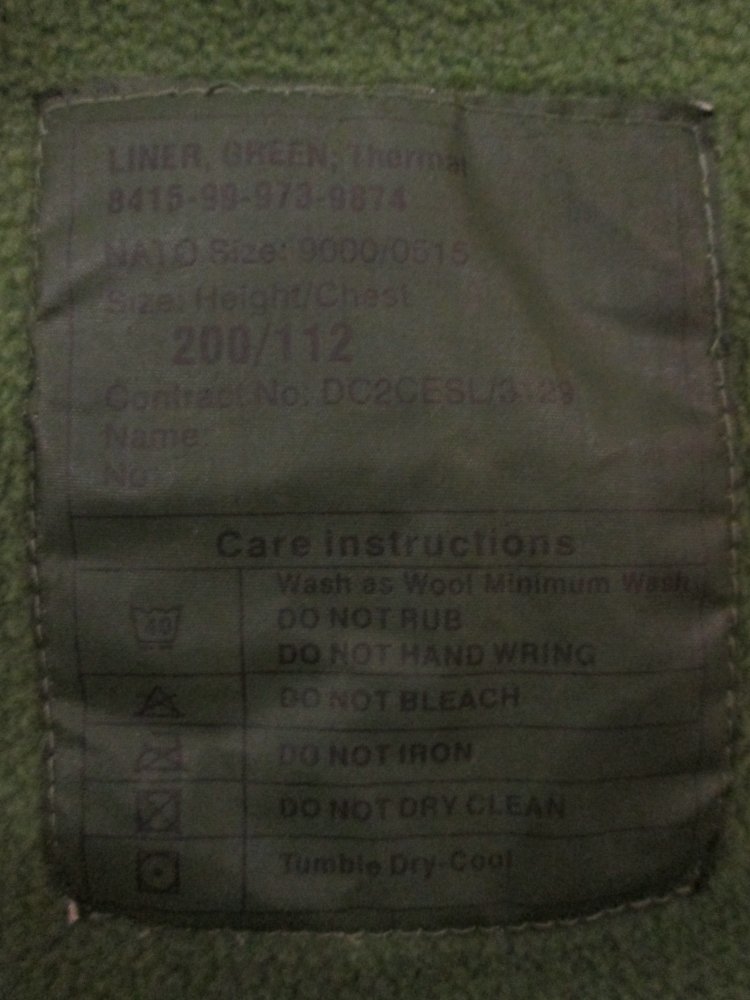 LINER, GREEN, Thermal
8415-99-973-9874
NATO Size: 9000/0615
Size: Height/Chest
200/112
Contract No. DC2CESL/3129
Name:
No
Care Instructions
Wash as Wool Minimum Wash
40
DO NOT RUB
DO NOT HAND WRING
DO NOT BLEACH
DO NOT IRON
DO NOT DRY CLEAN
Tumble Dry-Cool